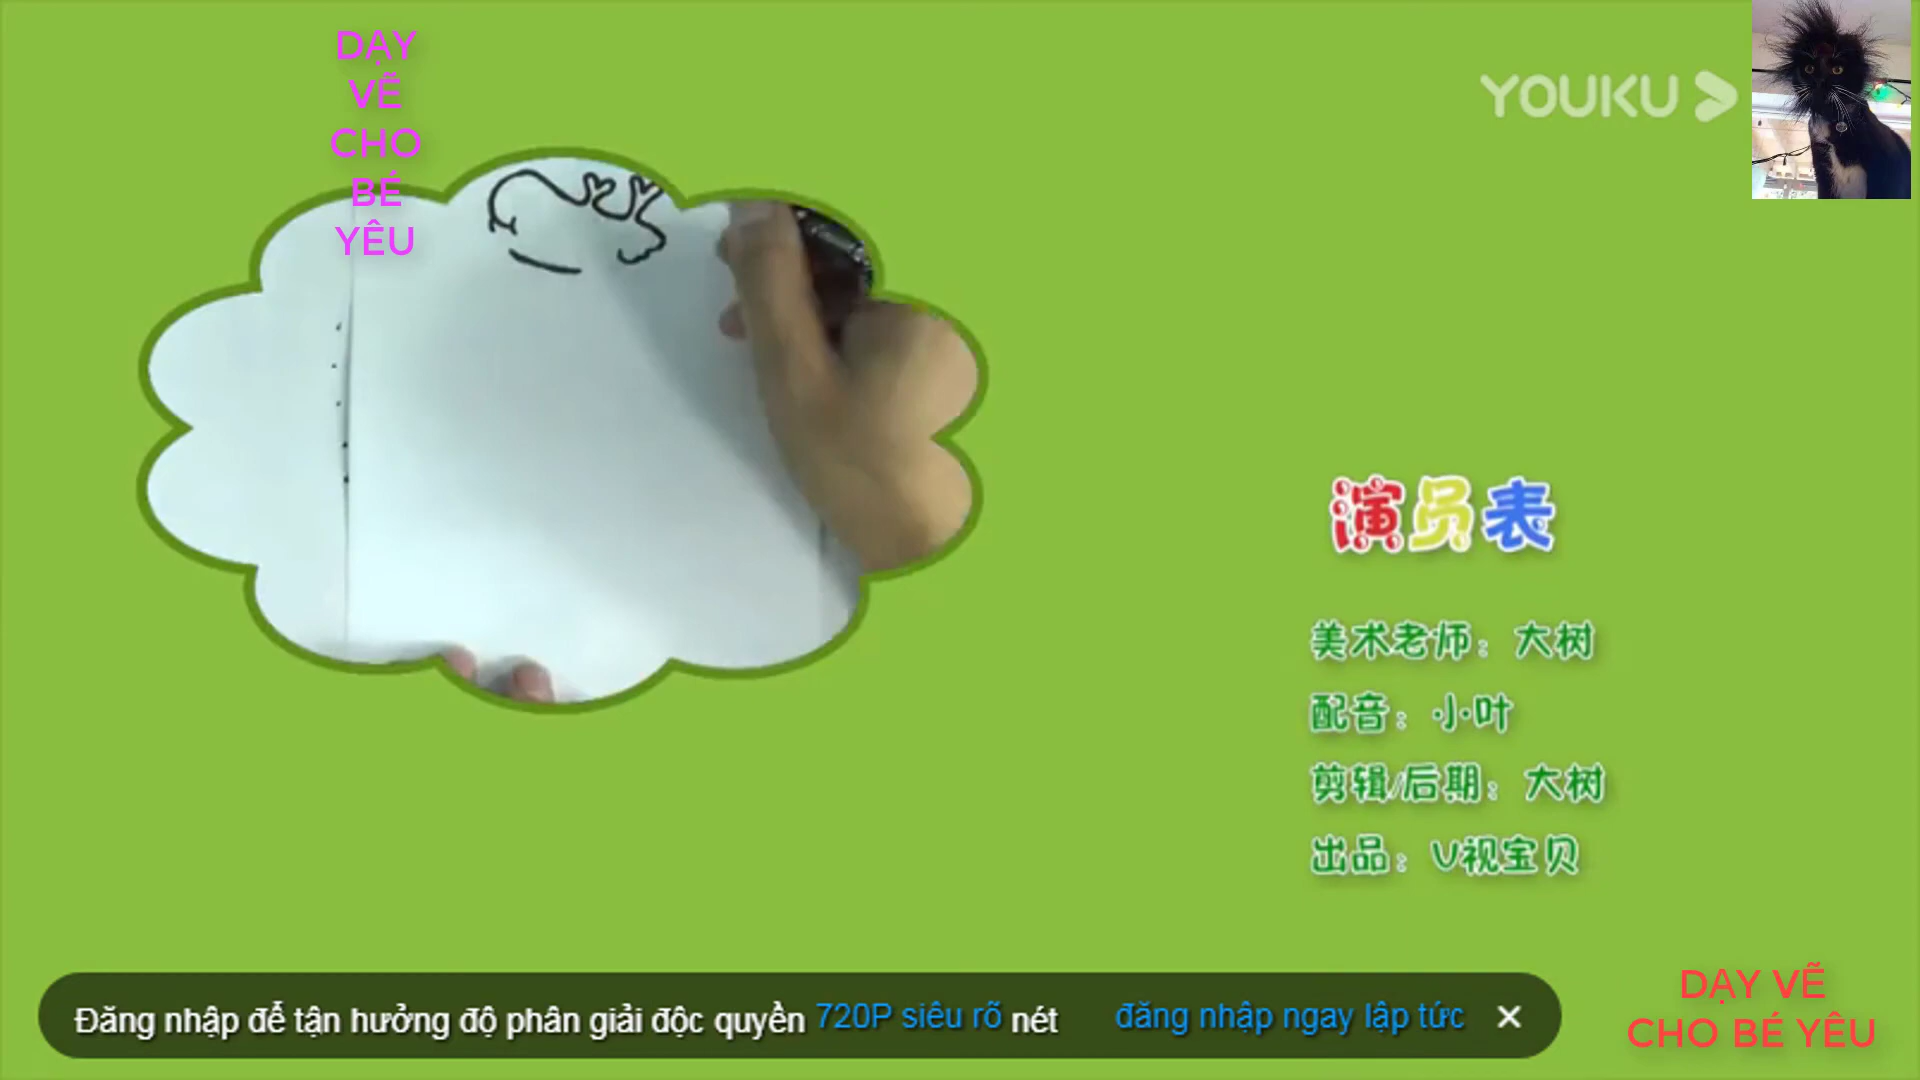 DẠY
VẼ
CHO
BÉ
YÊU
YOUKU
演员表
美术老师：大树
配音：小叶
剪辑/后期：大树
出品：V视宝贝
Đăng nhập để tận hưởng độ phân giải độc quyền 720P siêu rõ nét đăng nhập ngay lập tức ×
DẠY VẼ
CHO BÉ YÊU